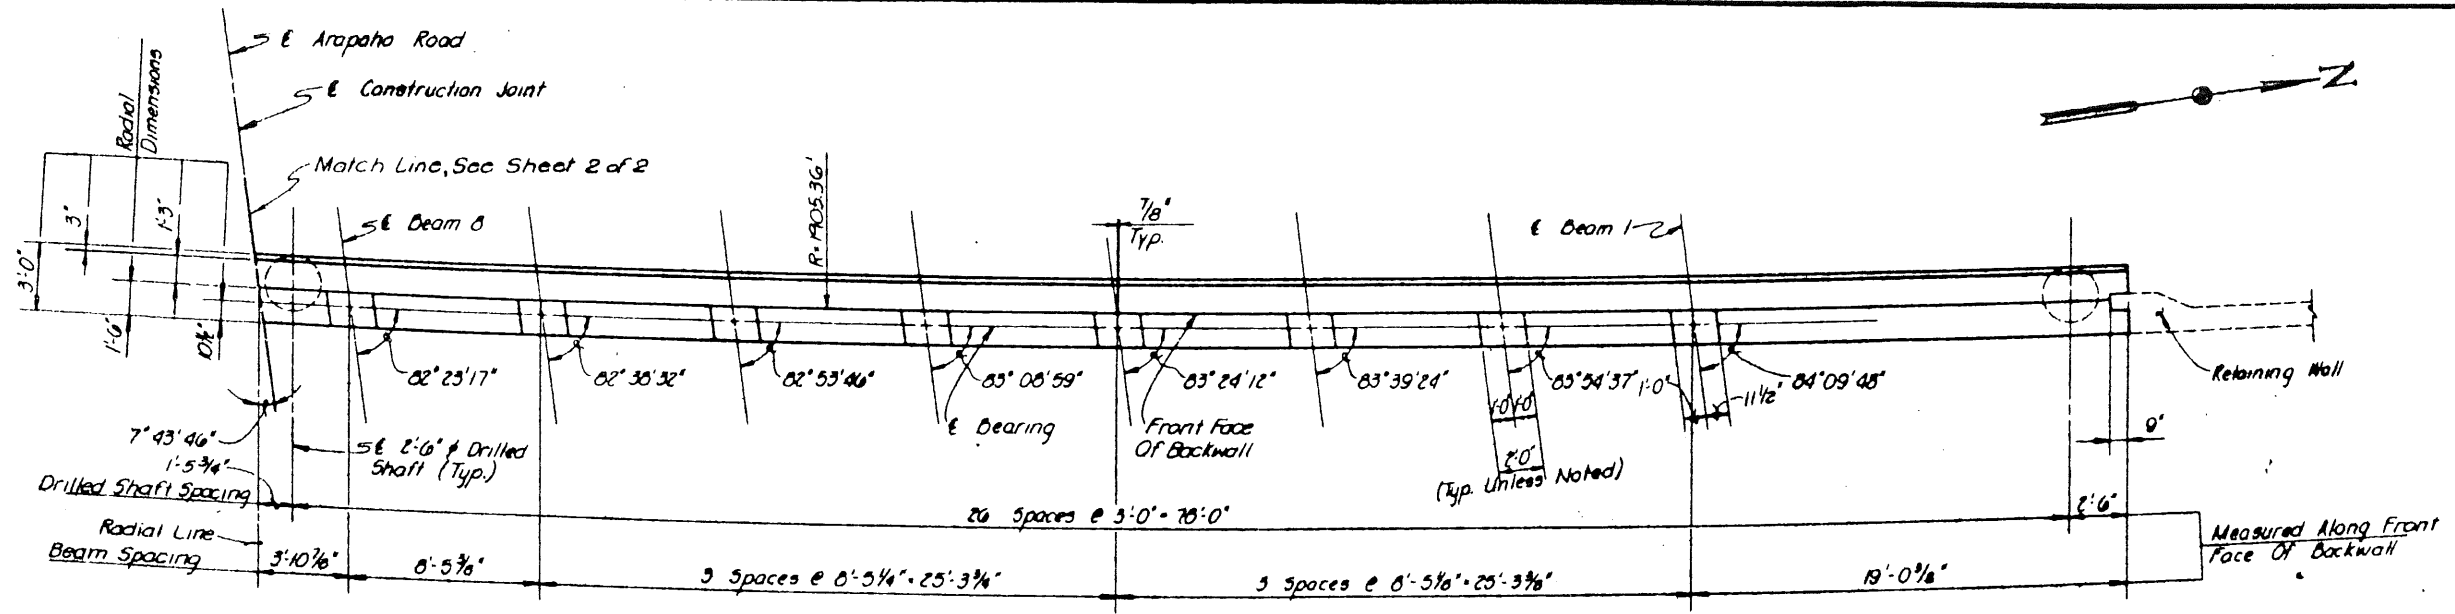 ℄ Arapaho Road
℄ Construction Joint
Match Line, See Sheet 2 of 2
Radial
Dimensions
℄ Beam 8
R=1905.36'
7/8"
Typ.
℄ Beam 1
N
3"
1'-3"
3'-0"
1'-6"
10½"
82°23'17"
82°38'32"
82°53'46"
83°08'59"
83°24'12"
83°39'24"
83°54'37"
84°09'48"
1'-0"
11½"
1'-0" 1'-0"
2'-0"
(Typ. Unless Noted)
Retaining Wall
9"
℄ Bearing
Front Face
Of Backwall
7°43'46"
1'-5¾"
℄ 2'-6" ϕ Drilled
Shaft (Typ.)
Drilled Shaft Spacing
26 Spaces @ 3'-0" = 78'-0"
2'-6"
Radial Line
Beam Spacing
3'-10⅞"
8'-5⅜"
3 Spaces @ 8'-5¼" = 25'-3¾"
3 Spaces @ 8'-5⅛" = 25'-3⅜"
19'-0⅜"
Measured Along Front
Face Of Backwall